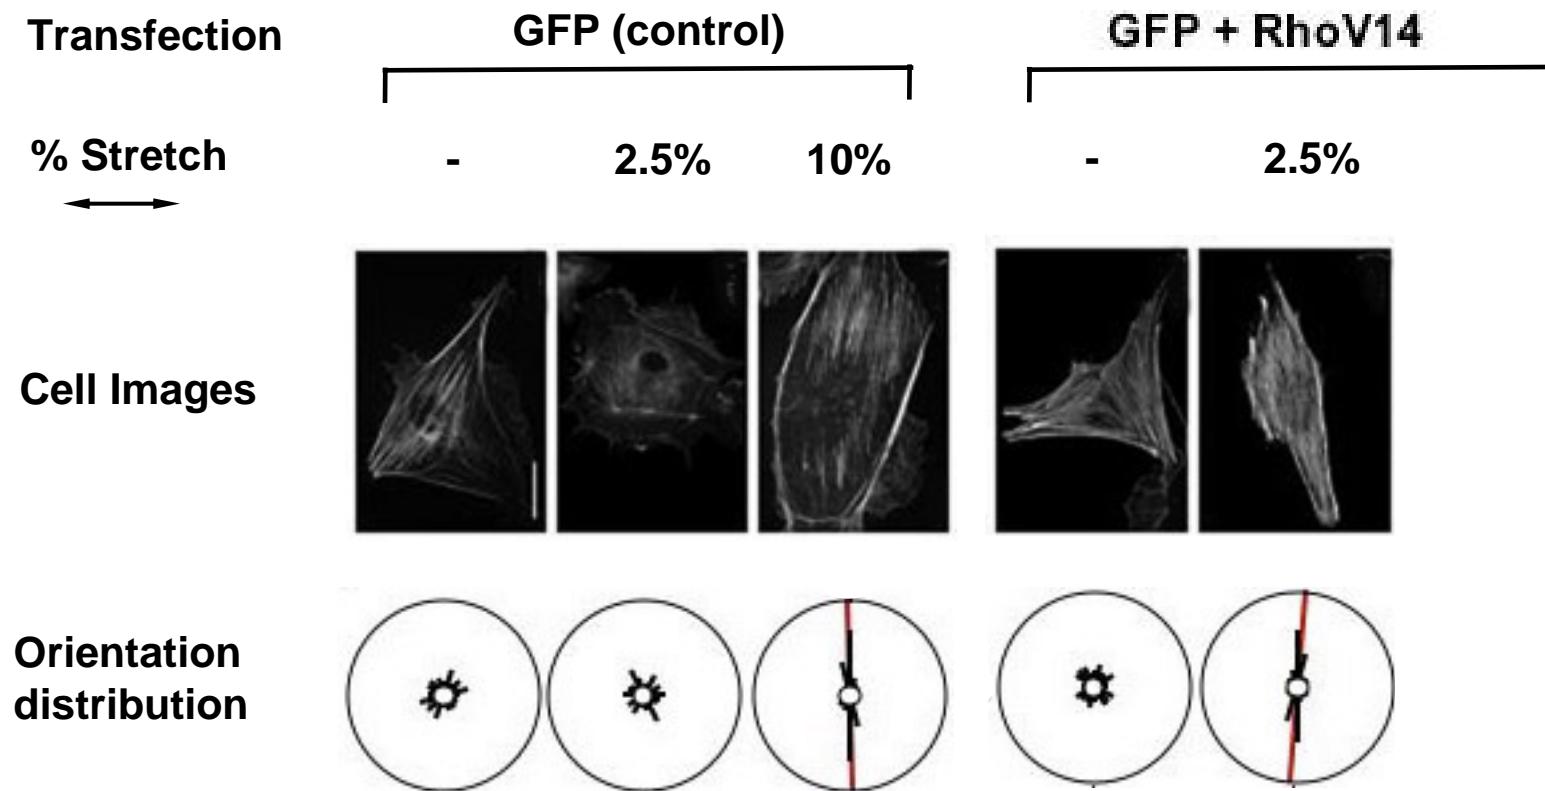 Transfection GFP (control) GFP + RhoV14
% Stretch - 2.5% 10% - 2.5%
Cell Images
Orientation
distribution